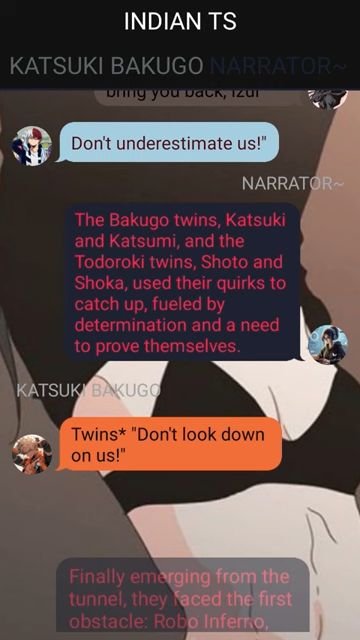 INDIAN TS
KATSUKI BAKUGO NARRATOR~
bring you back, Izu!
Don't underestimate us!"
NARRATOR~
The Bakugo twins, Katsuki
and Katsumi, and the
Todoroki twins, Shoto and
Shoka, used their quirks to
catch up, fueled by
determination and a need
to prove themselves.
KATSUKI BAKUGO
Twins* "Don't look down
on us!"
Finally emerging from the
tunnel, they faced the first
obstacle: Robo Inferno,